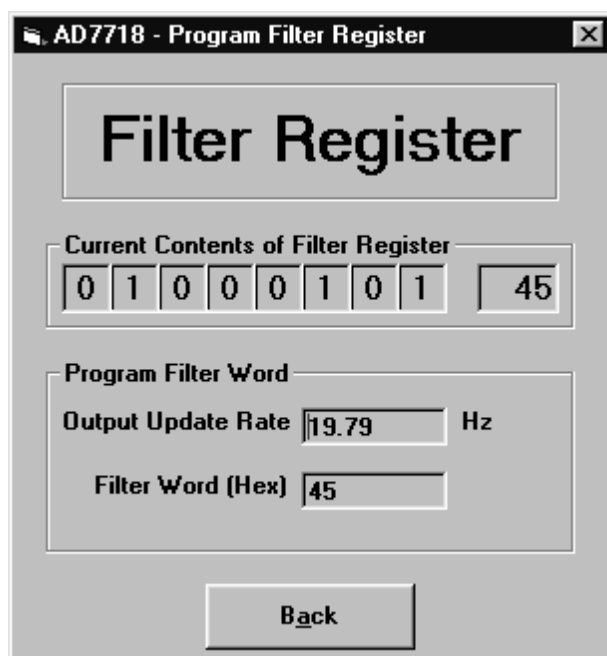 AD7718 - Program Filter Register
Filter Register
Current Contents of Filter Register
0 1 0 0 0 1 0 1 45
Program Filter Word
Output Update Rate 19.79 Hz
Filter Word (Hex) 45
Back